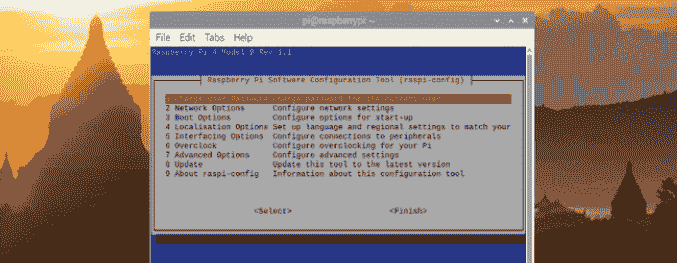 pi@raspberrypi: ~
File Edit Tabs Help
Raspberry Pi 4 Model B Rev 1.1
Raspberry Pi Software Configuration Tool (raspi-config)
2 Network Options Configure network settings
3 Boot Options Configure options for start-up
4 Localisation Options Set up language and regional settings to match your
5 Interfacing Options Configure connections to peripherals
6 Overclock Configure overclocking for your Pi
7 Advanced Options Configure advanced settings
8 Update Update this tool to the latest version
9 About raspi-config Information about this configuration tool
<Select> <Finish>